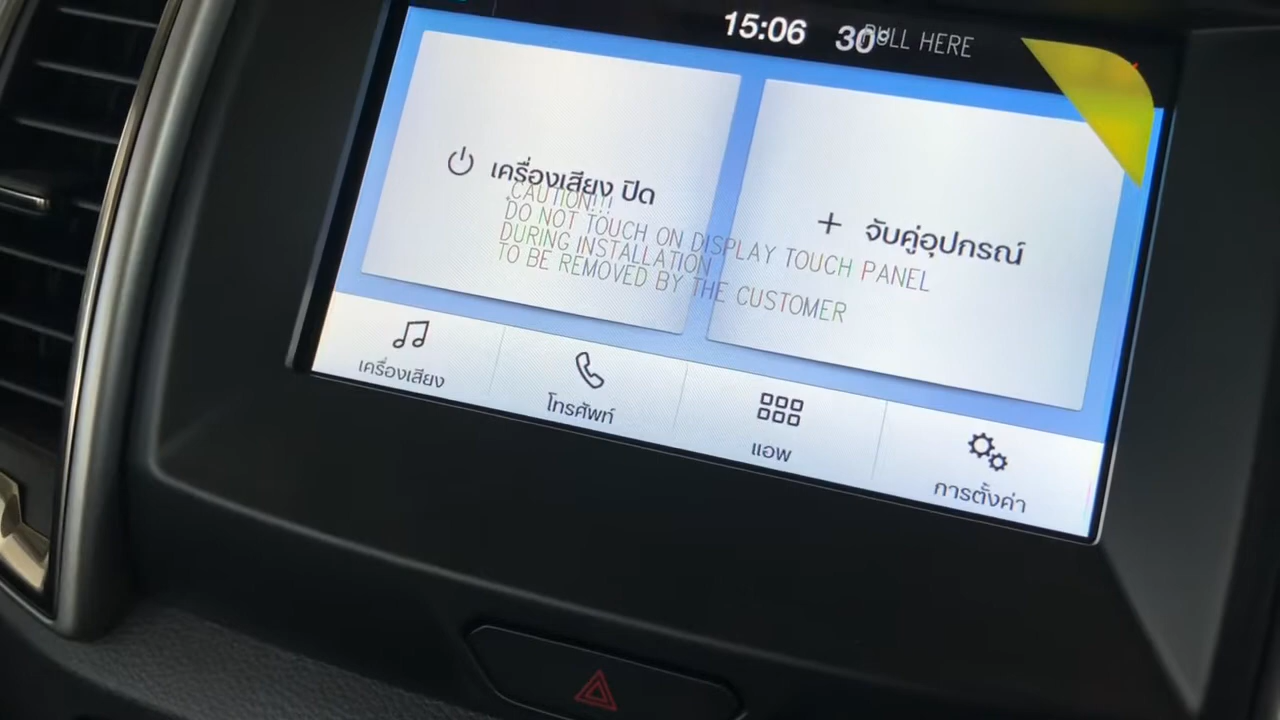 15:06 30°
PULL HERE
เครื่องเสียง ปิด
จับคู่อุปกรณ์
CAUTION!!!
DO NOT TOUCH ON DISPLAY TOUCH PANEL
DURING INSTALLATION
TO BE REMOVED BY THE CUSTOMER
เครื่องเสียง
โทรศัพท์
แอพ
การตั้งค่า